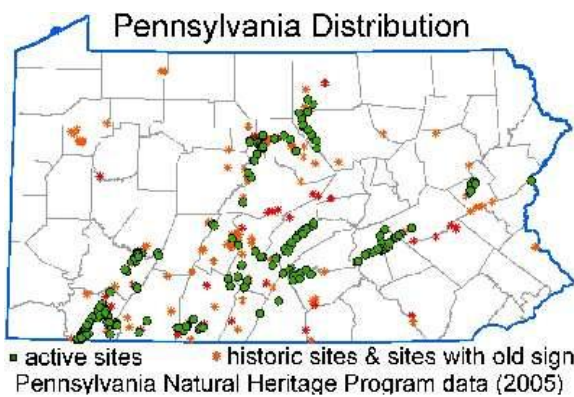 Pennsylvania Distribution
active sites * historic sites & sites with old sign
Pennsylvania Natural Heritage Program data (2005)